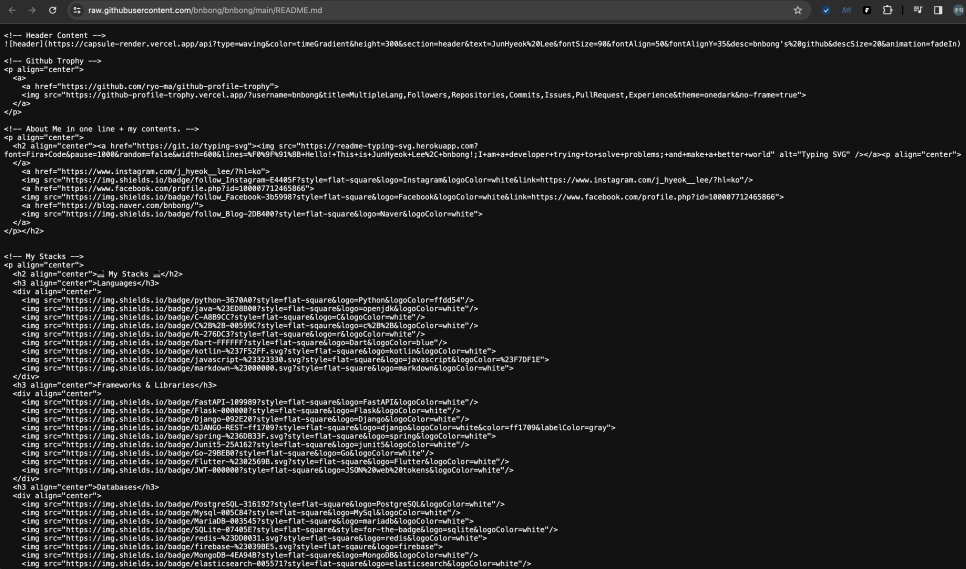 raw.githubusercontent.com/bnbong/bnbong/main/README.md
<!-- Header Content -->
![header](https://capsule-render.vercel.app/api?type=waving&color=timeGradient&height=300&section=header&text=JunHyeok%20Lee&fontSize=90&fontAlign=50&fontAlignY=35&desc=bnbong's%20github&descSize=20&animation=fadeIn)
<!-- Github Trophy -->
<p align="center">
<a>
<a href="https://github.com/ryo-ma/github-profile-trophy">
<img src="https://github-profile-trophy.vercel.app/?username=bnbong&title=MultipleLang,Followers,Repositories,Commits,Issues,PullRequest,Experience&theme=onedark&no-frame=true">
</a>
</p>
<!-- About Me in one line + my contents. -->
<p align="center">
<h2 align="center"><a href="https://git.io/typing-svg"><img src="https://readme-typing-svg.herokuapp.com?
font=Fira+Code&pause=1000&random=false&width=600&lines=%F0%9F%91%8B+Hello!+This+is+JunHyeok+Lee%2C+bnbong!;I+am+a+developer+trying+to+solve+problems;+and+make+a+better+world" alt="Typing SVG" /></a><p align="center">
</a>
<a href="https://www.instagram.com/j_hyeok__lee/?hl=ko">
<img src="https://img.shields.io/badge/follow_Instagram-E4405F?style=flat-square&logo=Instagram&logoColor=white&link=https://www.instagram.com/j_hyeok__lee/?hl=ko"/>
<a href="https://www.facebook.com/profile.php?id=100007712465866">
<img src="https://img.shields.io/badge/follow_Facebook-3b5998?style=flat-square&logo=Facebook&logoColor=white&link=https://www.facebook.com/profile.php?id=100007712465866">
<a href="https://blog.naver.com/bnbong/">
<img src="https://img.shields.io/badge/follow_Blog-2DB400?style=flat-square&logo=Naver&logoColor=white">
</a>
</p></h2>
<!-- My Stacks -->
<p align="center">
<h2 align="center"> My Stacks </h2>
<h3 align="center">Languages</h3>
<div align="center">
<img src="https://img.shields.io/badge/python-3670A0?style=flat-square&logo=Python&logoColor=ffdd54"/>
<img src="https://img.shields.io/badge/java-%23ED8B00?style=flat-square&logo=openjdk&logoColor=white"/>
<img src="https://img.shields.io/badge/C-A8B9CC?style=flat-square&logo=C&logoColor=white"/>
<img src="https://img.shields.io/badge/C%2B%2B-00599C?style=flat-square&logo=c%2B%2B&logoColor=white"/>
<img src="https://img.shields.io/badge/R-276DC3?style=flat-square&logo=r&logoColor=white"/>
<img src="https://img.shields.io/badge/Dart-FFFFFF?style=flat-square&logo=Dart&logoColor=blue"/>
<img src="https://img.shields.io/badge/kotlin-%237F52FF.svg?style=flat-square&logo=kotlin&logoColor=white">
<img src="https://img.shields.io/badge/javascript-%23323330.svg?style=flat-square&logo=javascript&logoColor=%23F7DF1E">
<img src="https://img.shields.io/badge/markdown-%23000000.svg?style=flat-square&logo=markdown&logoColor=white">
</div>
<h3 align="center">Frameworks & Libraries</h3>
<div align="center">
<img src="https://img.shields.io/badge/FastAPI-109989?style=flat-square&logo=FastAPI&logoColor=white"/>
<img src="https://img.shields.io/badge/Flask-000000?style=flat-square&logo=Flask&logoColor=white"/>
<img src="https://img.shields.io/badge/Django-092E20?style=flat-square&logo=Django&logoColor=white"/>
<img src="https://img.shields.io/badge/DJANGO-REST-ff1709?style=flat-square&logo=django&logoColor=white&color=ff1709&labelColor=gray">
<img src="https://img.shields.io/badge/spring-%236DB33F.svg?style=flat-square&logo=spring&logoColor=white">
<img src="https://img.shields.io/badge/Junit5-25A162?style=flat-square&logo=junit5&logoColor=white"/>
<img src="https://img.shields.io/badge/Go-29BEB0?style=flat-square&logo=Go&logoColor=white"/>
<img src="https://img.shields.io/badge/Flutter-%2302569B.svg?style=flat-square&logo=Flutter&logoColor=white"/>
<img src="https://img.shields.io/badge/JWT-000000?style=flat-square&logo=JSON%20web%20tokens&logoColor=white"/>
</div>
<h3 align="center">Databases</h3>
<div align="center">
<img src="https://img.shields.io/badge/PostgreSQL-316192?style=flat-square&logo=PostgreSQL&logoColor=white"/>
<img src="https://img.shields.io/badge/Mysql-005C84?style=flat-square&logo=MySql&logoColor=white"/>
<img src="https://img.shields.io/badge/MariaDB-003545?style=flat-square&logo=mariadb&logoColor=white">
<img src="https://img.shields.io/badge/SQLite-07405E?style=flat-square&style=for-the-badge&logo=sqlite&logoColor=white"/>
<img src="https://img.shields.io/badge/redis-%23DD0031.svg?style=flat-square&logo=redis&logoColor=white">
<img src="https://img.shields.io/badge/firebase-%23039BE5.svg?style=flat-sqaure&logo=firebase">
<img src="https://img.shields.io/badge/MongoDB-4EA94B?style=flat-square&logo=MongoDB&logoColor=white"/>
<img src="https://img.shields.io/badge/elasticsearch-005571?style=flat-square&logo=elasticsearch&logoColor=white"/>